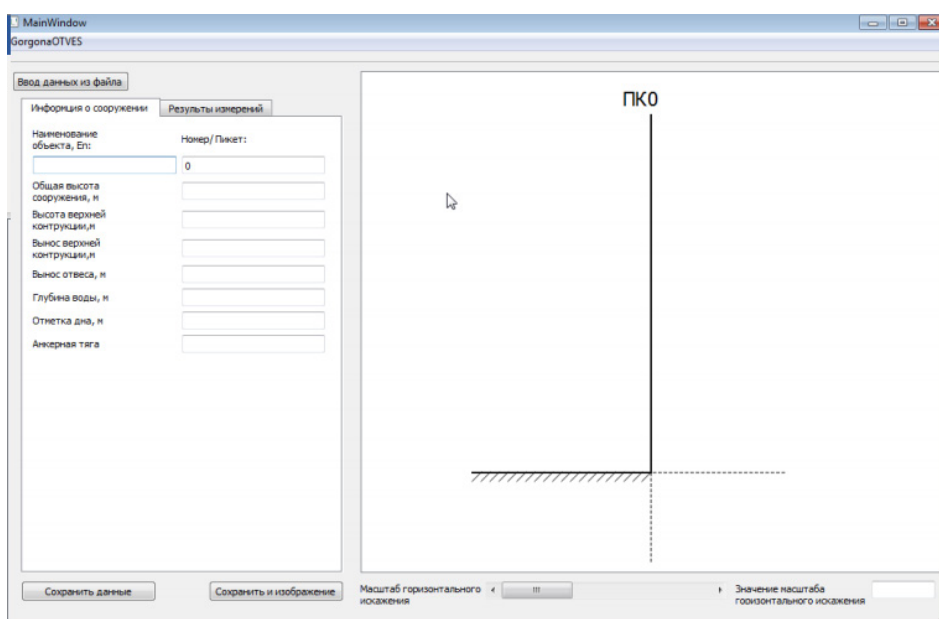 MainWindow
GorgonaOTVES
Ввод данных из файла
Информция о сооружении
Результы измерений
Наименование
объекта, En:
Номер/Пикет:
0
Общая высота
сооружения, м
Высота верхней
контрукции,м
Вынос верхней
контрукции,м
Вынос отвеса, м
Глубина воды, м
Отметка дна, м
Анкерная тяга
ПК0
Сохранить данные
Сохранить и изображение
Масштаб горизонтального
искажения
Значение масштаба
горизонтального искажения